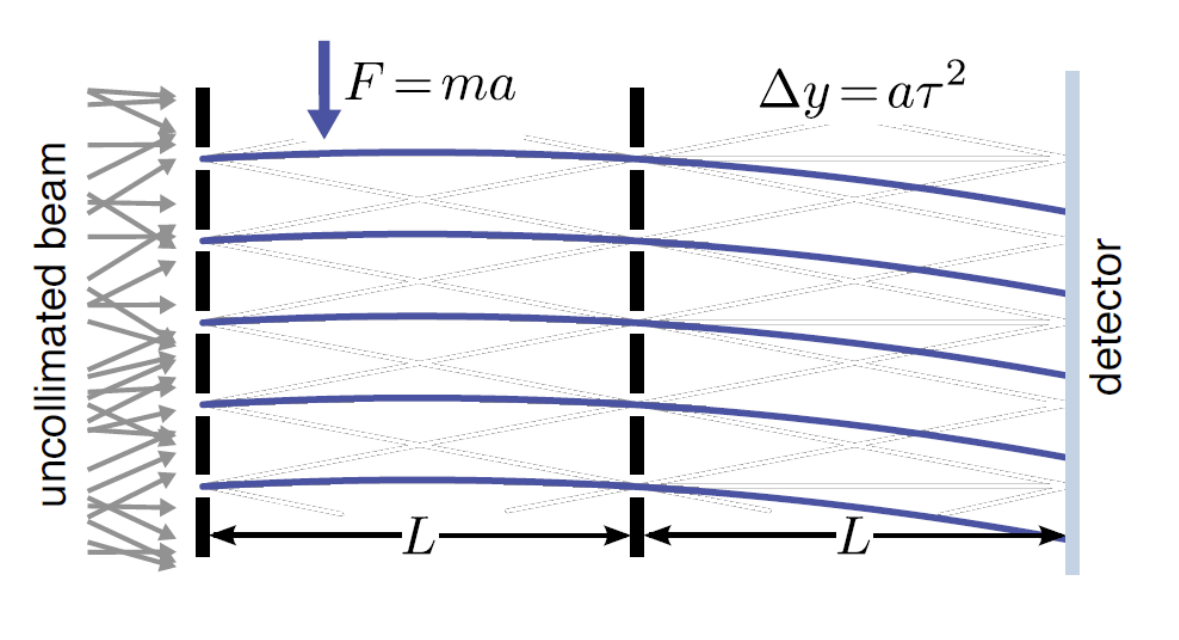 F = ma
Δy = aτ²
uncollimated beam
detector
L
L